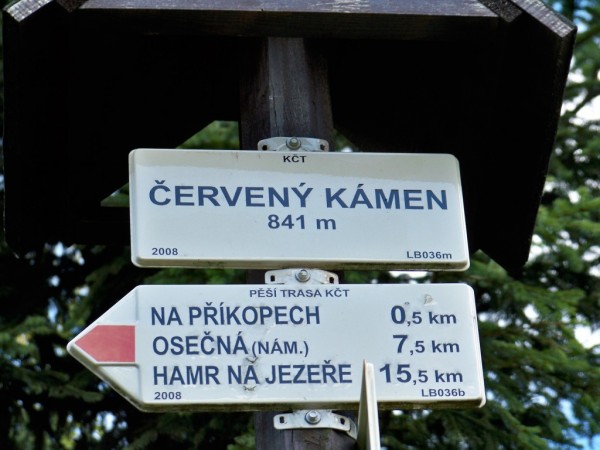 KČT
ČERVENÝ KÁMEN
841 m
2008 LB036m
PĚŠÍ TRASA KČT
NA PŘÍKOPECH 0,5 km
OSEČNÁ (NÁM.) 7,5 km
HAMR NA JEZEŘE 15,5 km
2008 LB036b